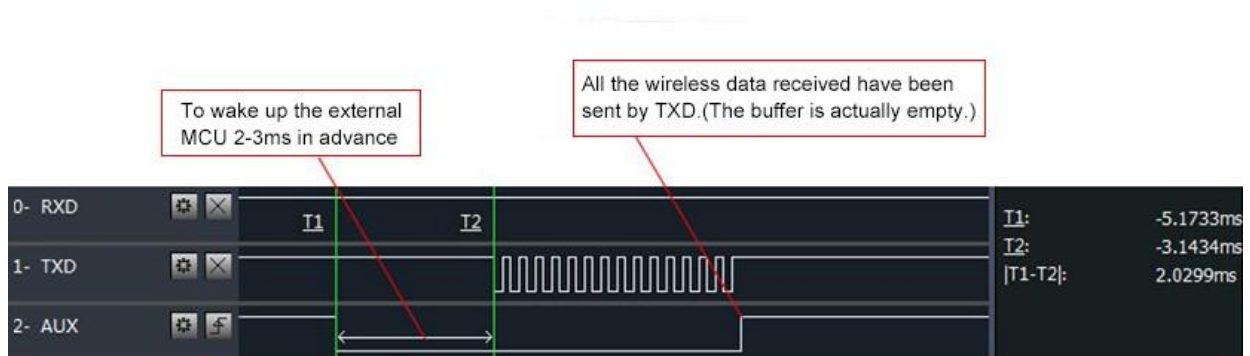 To wake up the external
MCU 2-3ms in advance
All the wireless data received have been
sent by TXD.(The buffer is actually empty.)
0- RXD
T1
T2
1- TXD
2- AUX
T1: -5.1733ms
T2: -3.1434ms
|T1-T2|: 2.0299ms